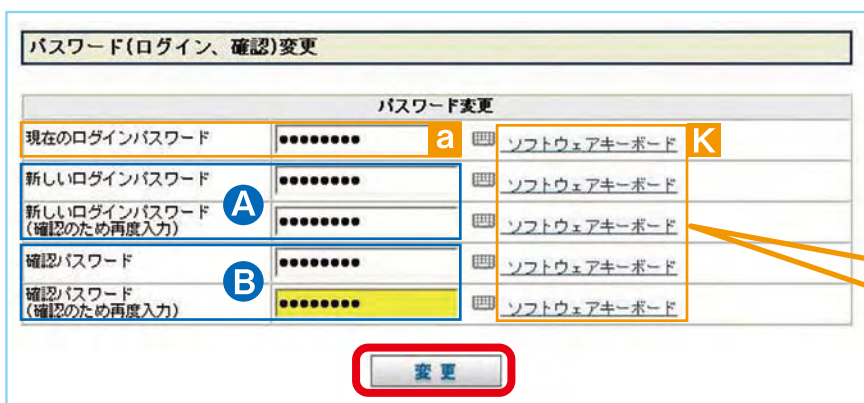 パスワード(ログイン、確認)変更
パスワード変更
現在のログインパスワード •••••••• a ソフトウェアキーボード K
新しいログインパスワード •••••••• ソフトウェアキーボード
A
新しいログインパスワード
(確認のため再度入力) •••••••• ソフトウェアキーボード
確認パスワード •••••••• ソフトウェアキーボード
B
確認パスワード
(確認のため再度入力) •••••••• ソフトウェアキーボード
変更